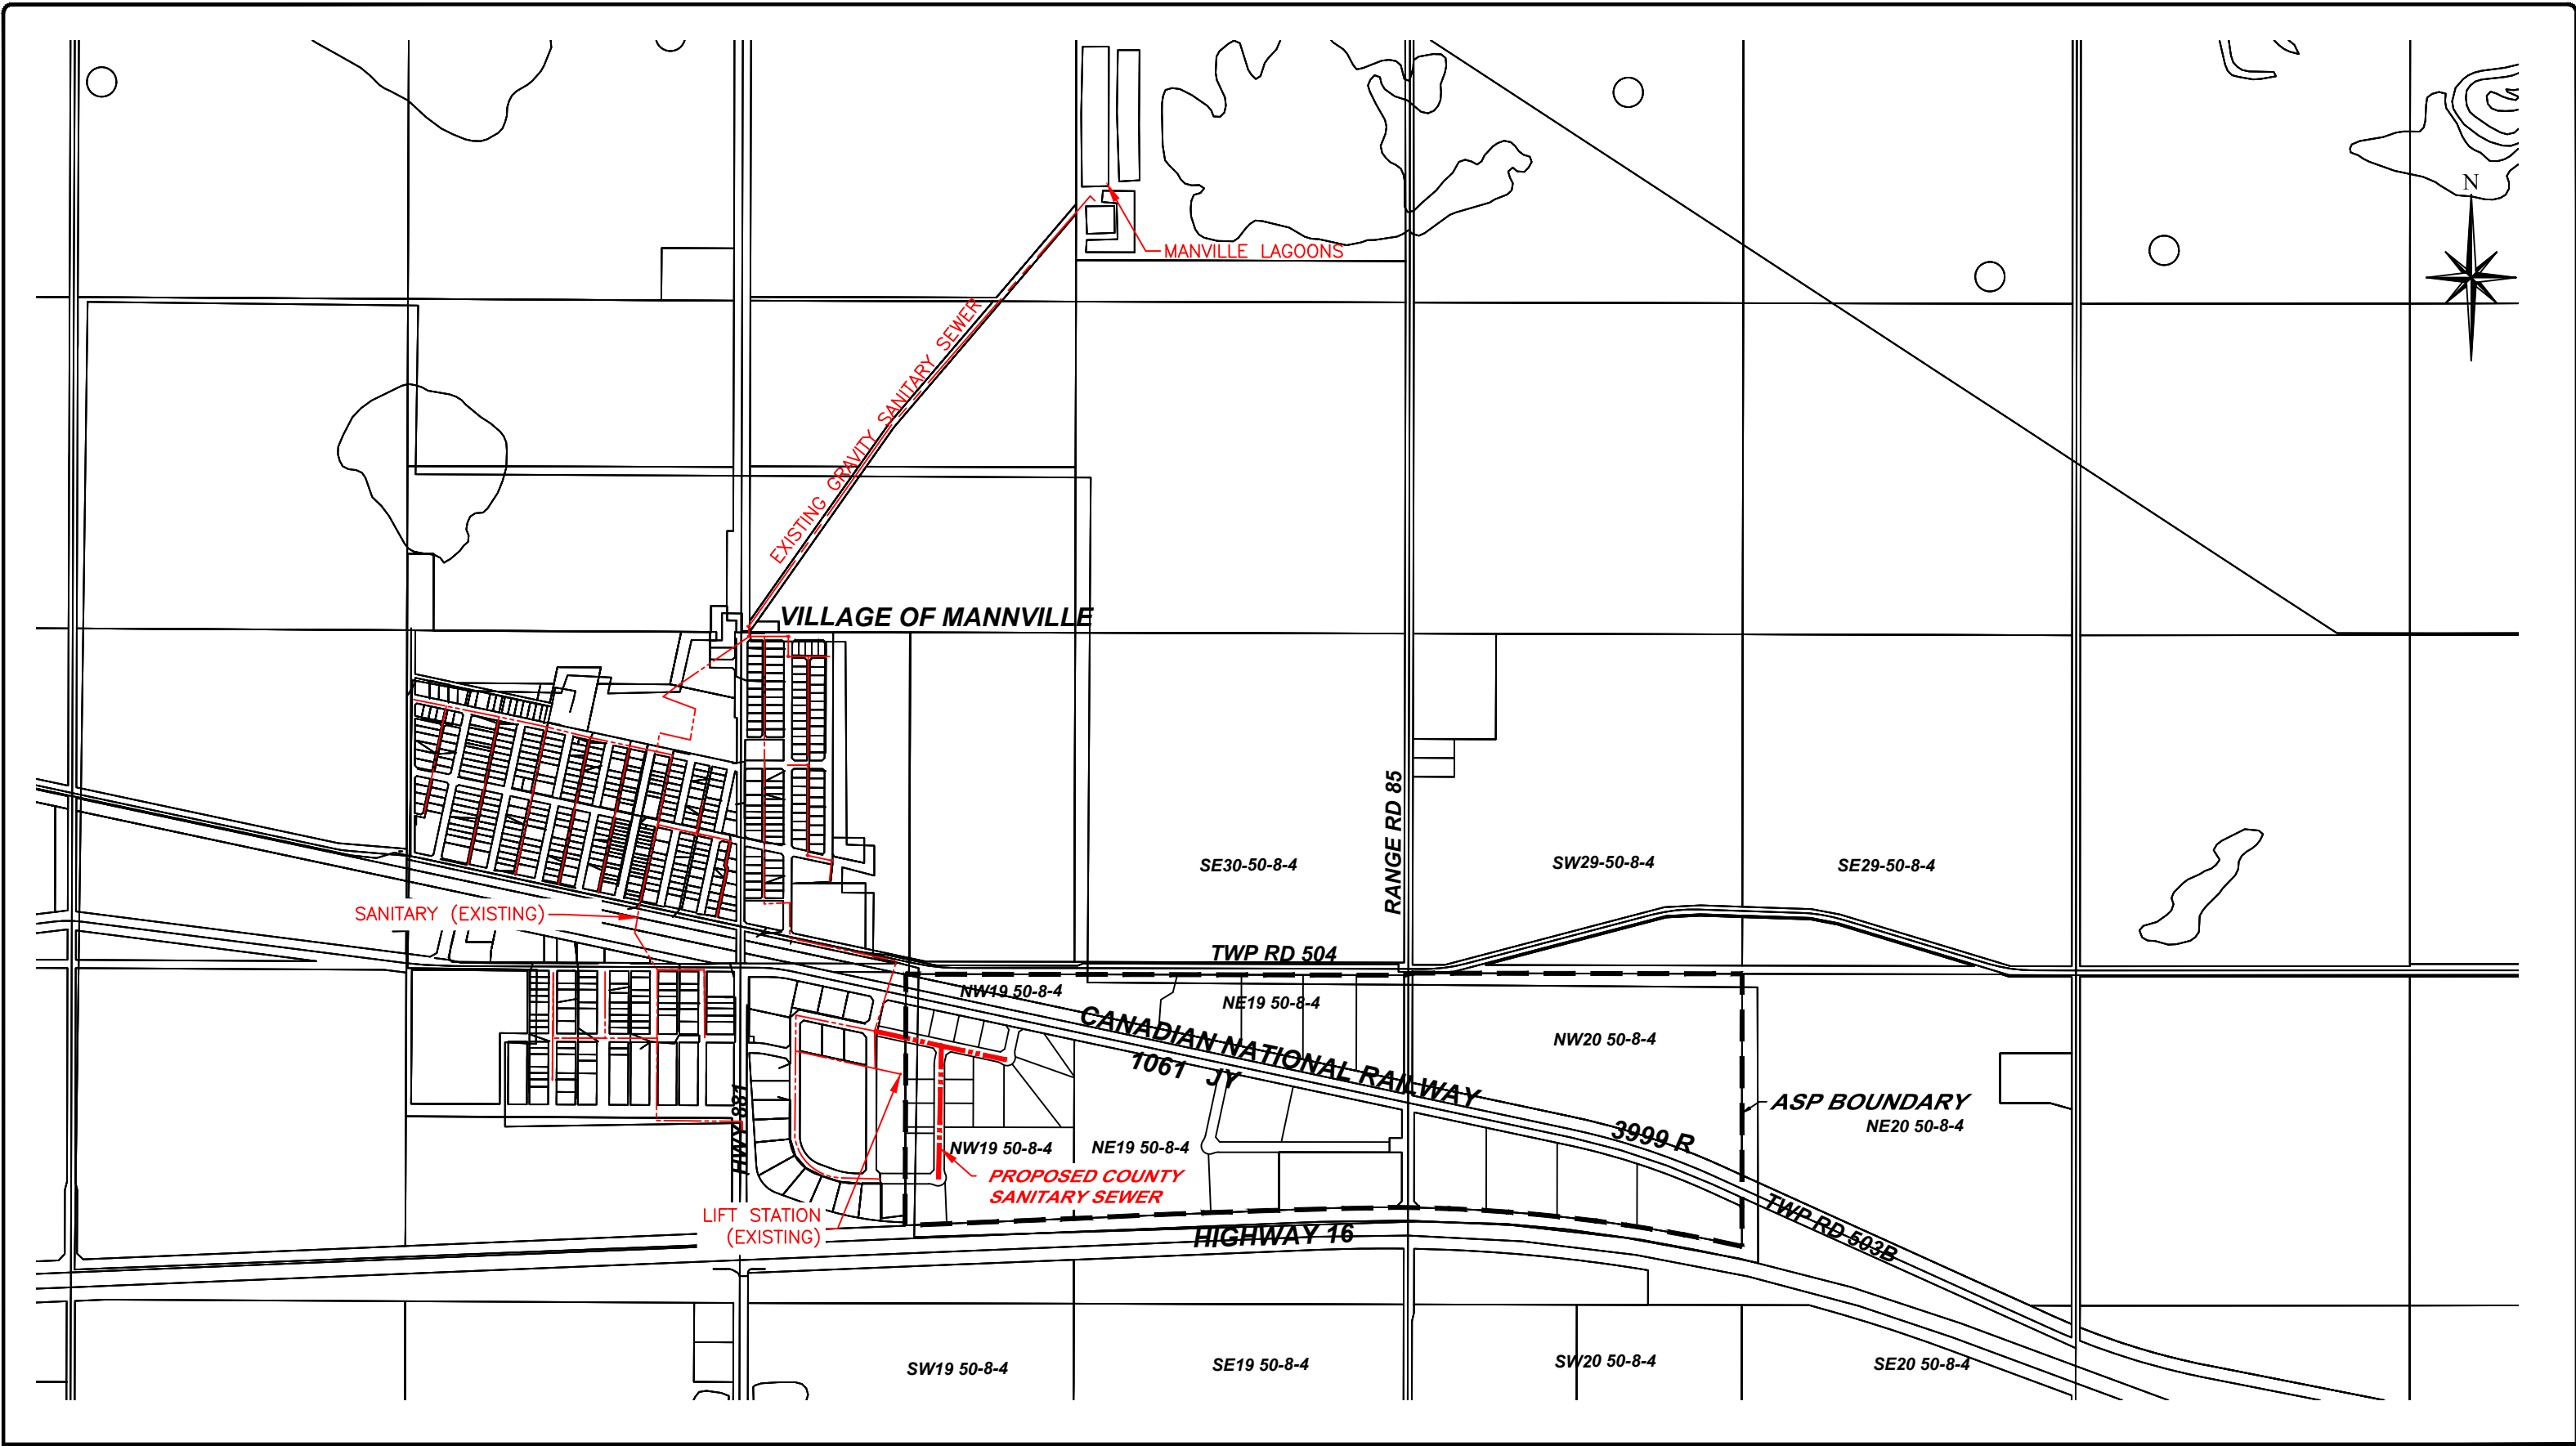 N
MANVILLE LAGOONS
EXISTING GRAVITY SANITARY SEWER
VILLAGE OF MANNVILLE
RANGE RD 85
SE30-50-8-4
SW29-50-8-4
SE29-50-8-4
SANITARY (EXISTING)
TWP RD 504
NW19 50-8-4
NE19 50-8-4
CANADIAN NATIONAL RAILWAY
1061 JY
NW20 50-8-4
3999 R
ASP BOUNDARY
NE20 50-8-4
HWY 881
NW19 50-8-4
NE19 50-8-4
PROPOSED COUNTY
SANITARY SEWER
LIFT STATION
(EXISTING)
HIGHWAY 16
TWP RD 503B
SW19 50-8-4
SE19 50-8-4
SW20 50-8-4
SE20 50-8-4